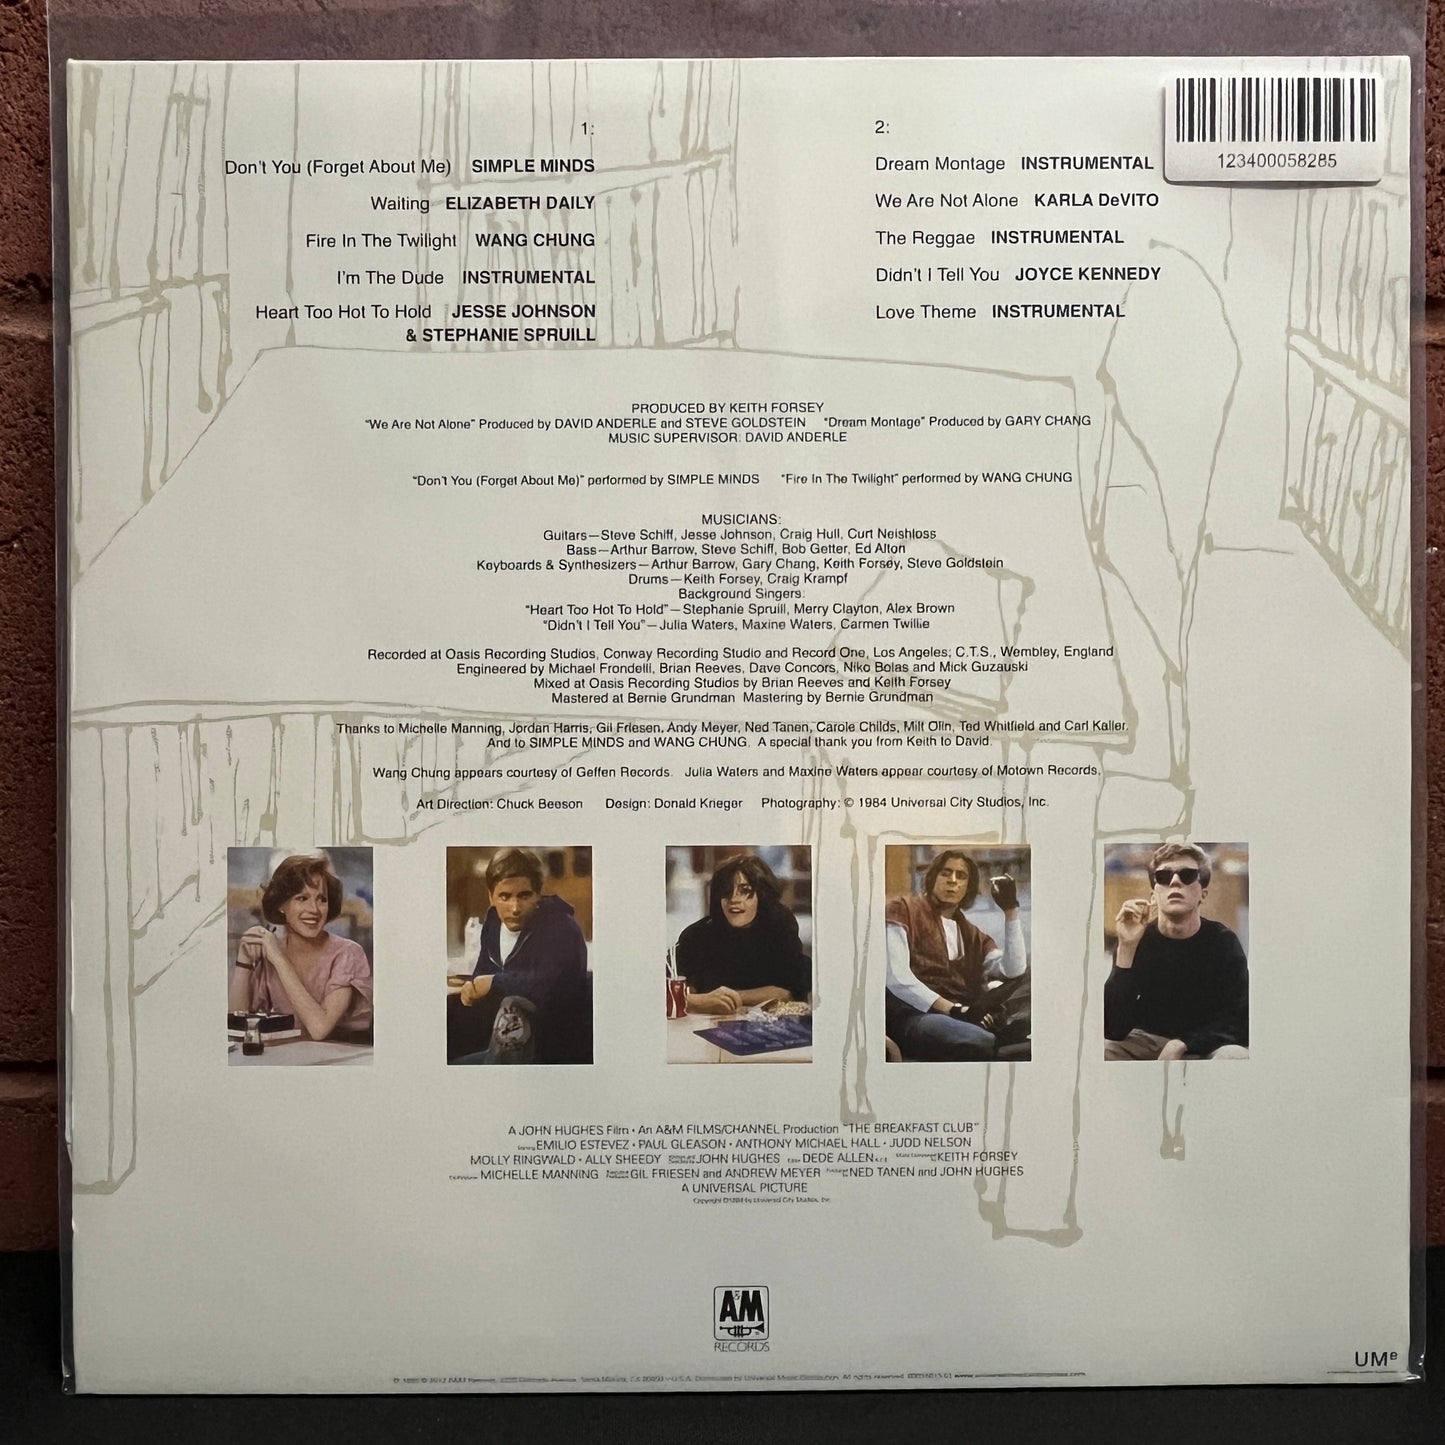 1:
Don't You (Forget About Me) SIMPLE MINDS
Waiting ELIZABETH DAILY
Fire In The Twilight WANG CHUNG
I'm The Dude INSTRUMENTAL
Heart Too Hot To Hold JESSE JOHNSON
& STEPHANIE SPRUILL
2:
Dream Montage INSTRUMENTAL
We Are Not Alone KARLA DeVITO
The Reggae INSTRUMENTAL
Didn't I Tell You JOYCE KENNEDY
Love Theme INSTRUMENTAL
123400058285
PRODUCED BY KEITH FORSEY
"We Are Not Alone" Produced by DAVID ANDERLE and STEVE GOLDSTEIN "Dream Montage" Produced by GARY CHANG
MUSIC SUPERVISOR: DAVID ANDERLE
"Don't You (Forget About Me)" performed by SIMPLE MINDS "Fire In The Twilight" performed by WANG CHUNG
MUSICIANS:
Guitars—Steve Schiff, Jesse Johnson, Craig Hull, Curt Neishloss
Bass—Arthur Barrow, Steve Schiff, Bob Getter, Ed Alton
Keyboards & Synthesizers—Arthur Barrow, Gary Chang, Keith Forsey, Steve Goldstein
Drums—Keith Forsey, Craig Krampf
Background Singers:
"Heart Too Hot To Hold"—Stephanie Spruill, Merry Clayton, Alex Brown
"Didn't I Tell You"—Julia Waters, Maxine Waters, Carmen Twillie
Recorded at Oasis Recording Studios, Conway Recording Studio and Record One, Los Angeles; C.T.S., Wembley, England
Engineered by Michael Frondelli, Brian Reeves, Dave Concors, Niko Bolas and Mick Guzauski
Mixed at Oasis Recording Studios by Brian Reeves and Keith Forsey
Mastered at Bernie Grundman Mastering by Bernie Grundman
Thanks to Michelle Manning, Jordan Harris, Gil Friesen, Andy Meyer, Ned Tanen, Carole Childs, Milt Olin, Ted Whitfield and Carl Kaller.
And to SIMPLE MINDS and WANG CHUNG. A special thank you from Keith to David.
Wang Chung appears courtesy of Geffen Records. Julia Waters and Maxine Waters appear courtesy of Motown Records.
Art Direction: Chuck Beeson Design: Donald Krieger Photography: © 1984 Universal City Studios, Inc.
A JOHN HUGHES Film • An A&M FILMS/CHANNEL Production "THE BREAKFAST CLUB"
EMILIO ESTEVEZ • PAUL GLEASON • ANTHONY MICHAEL HALL • JUDD NELSON
MOLLY RINGWALD • ALLY SHEEDY JOHN HUGHES DEDE ALLEN KEITH FORSEY
MICHELLE MANNING GIL FRIESEN and ANDREW MEYER NED TANEN and JOHN HUGHES
A UNIVERSAL PICTURE
A&M
RECORDS
UMe